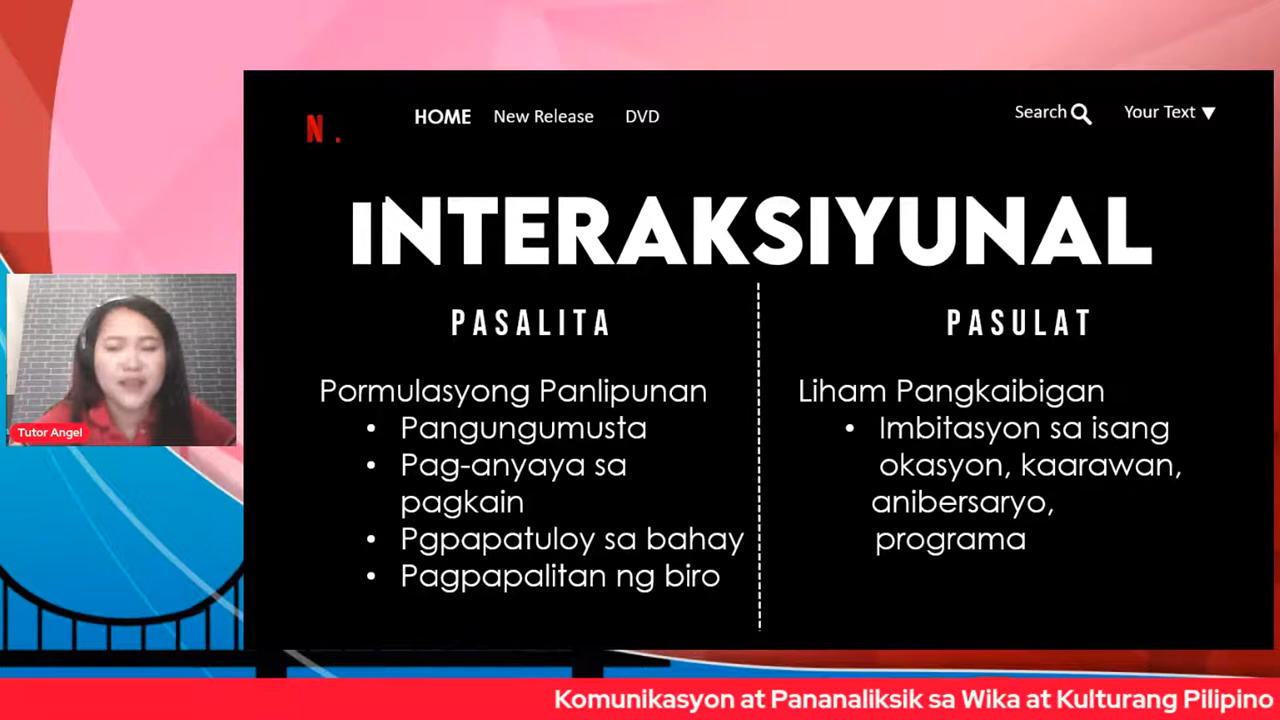 N .
HOME New Release DVD
Search Your Text
INTERAKSIYUNAL
PASALITA
Pormulasyong Panlipunan
• Pangungumusta
• Pag-anyaya sa
pagkain
• Pgpapatuloy sa bahay
• Pagpapalitan ng biro
PASULAT
Liham Pangkaibigan
• Imbitasyon sa isang
okasyon, kaarawan,
anibersaryo,
programa
Tutor Angel
Komunikasyon at Pananaliksik sa Wika at Kulturang Pilipino